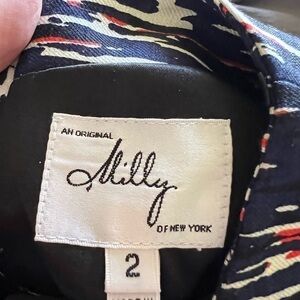 AN ORIGINAL
Milly
OF NEW YORK
2